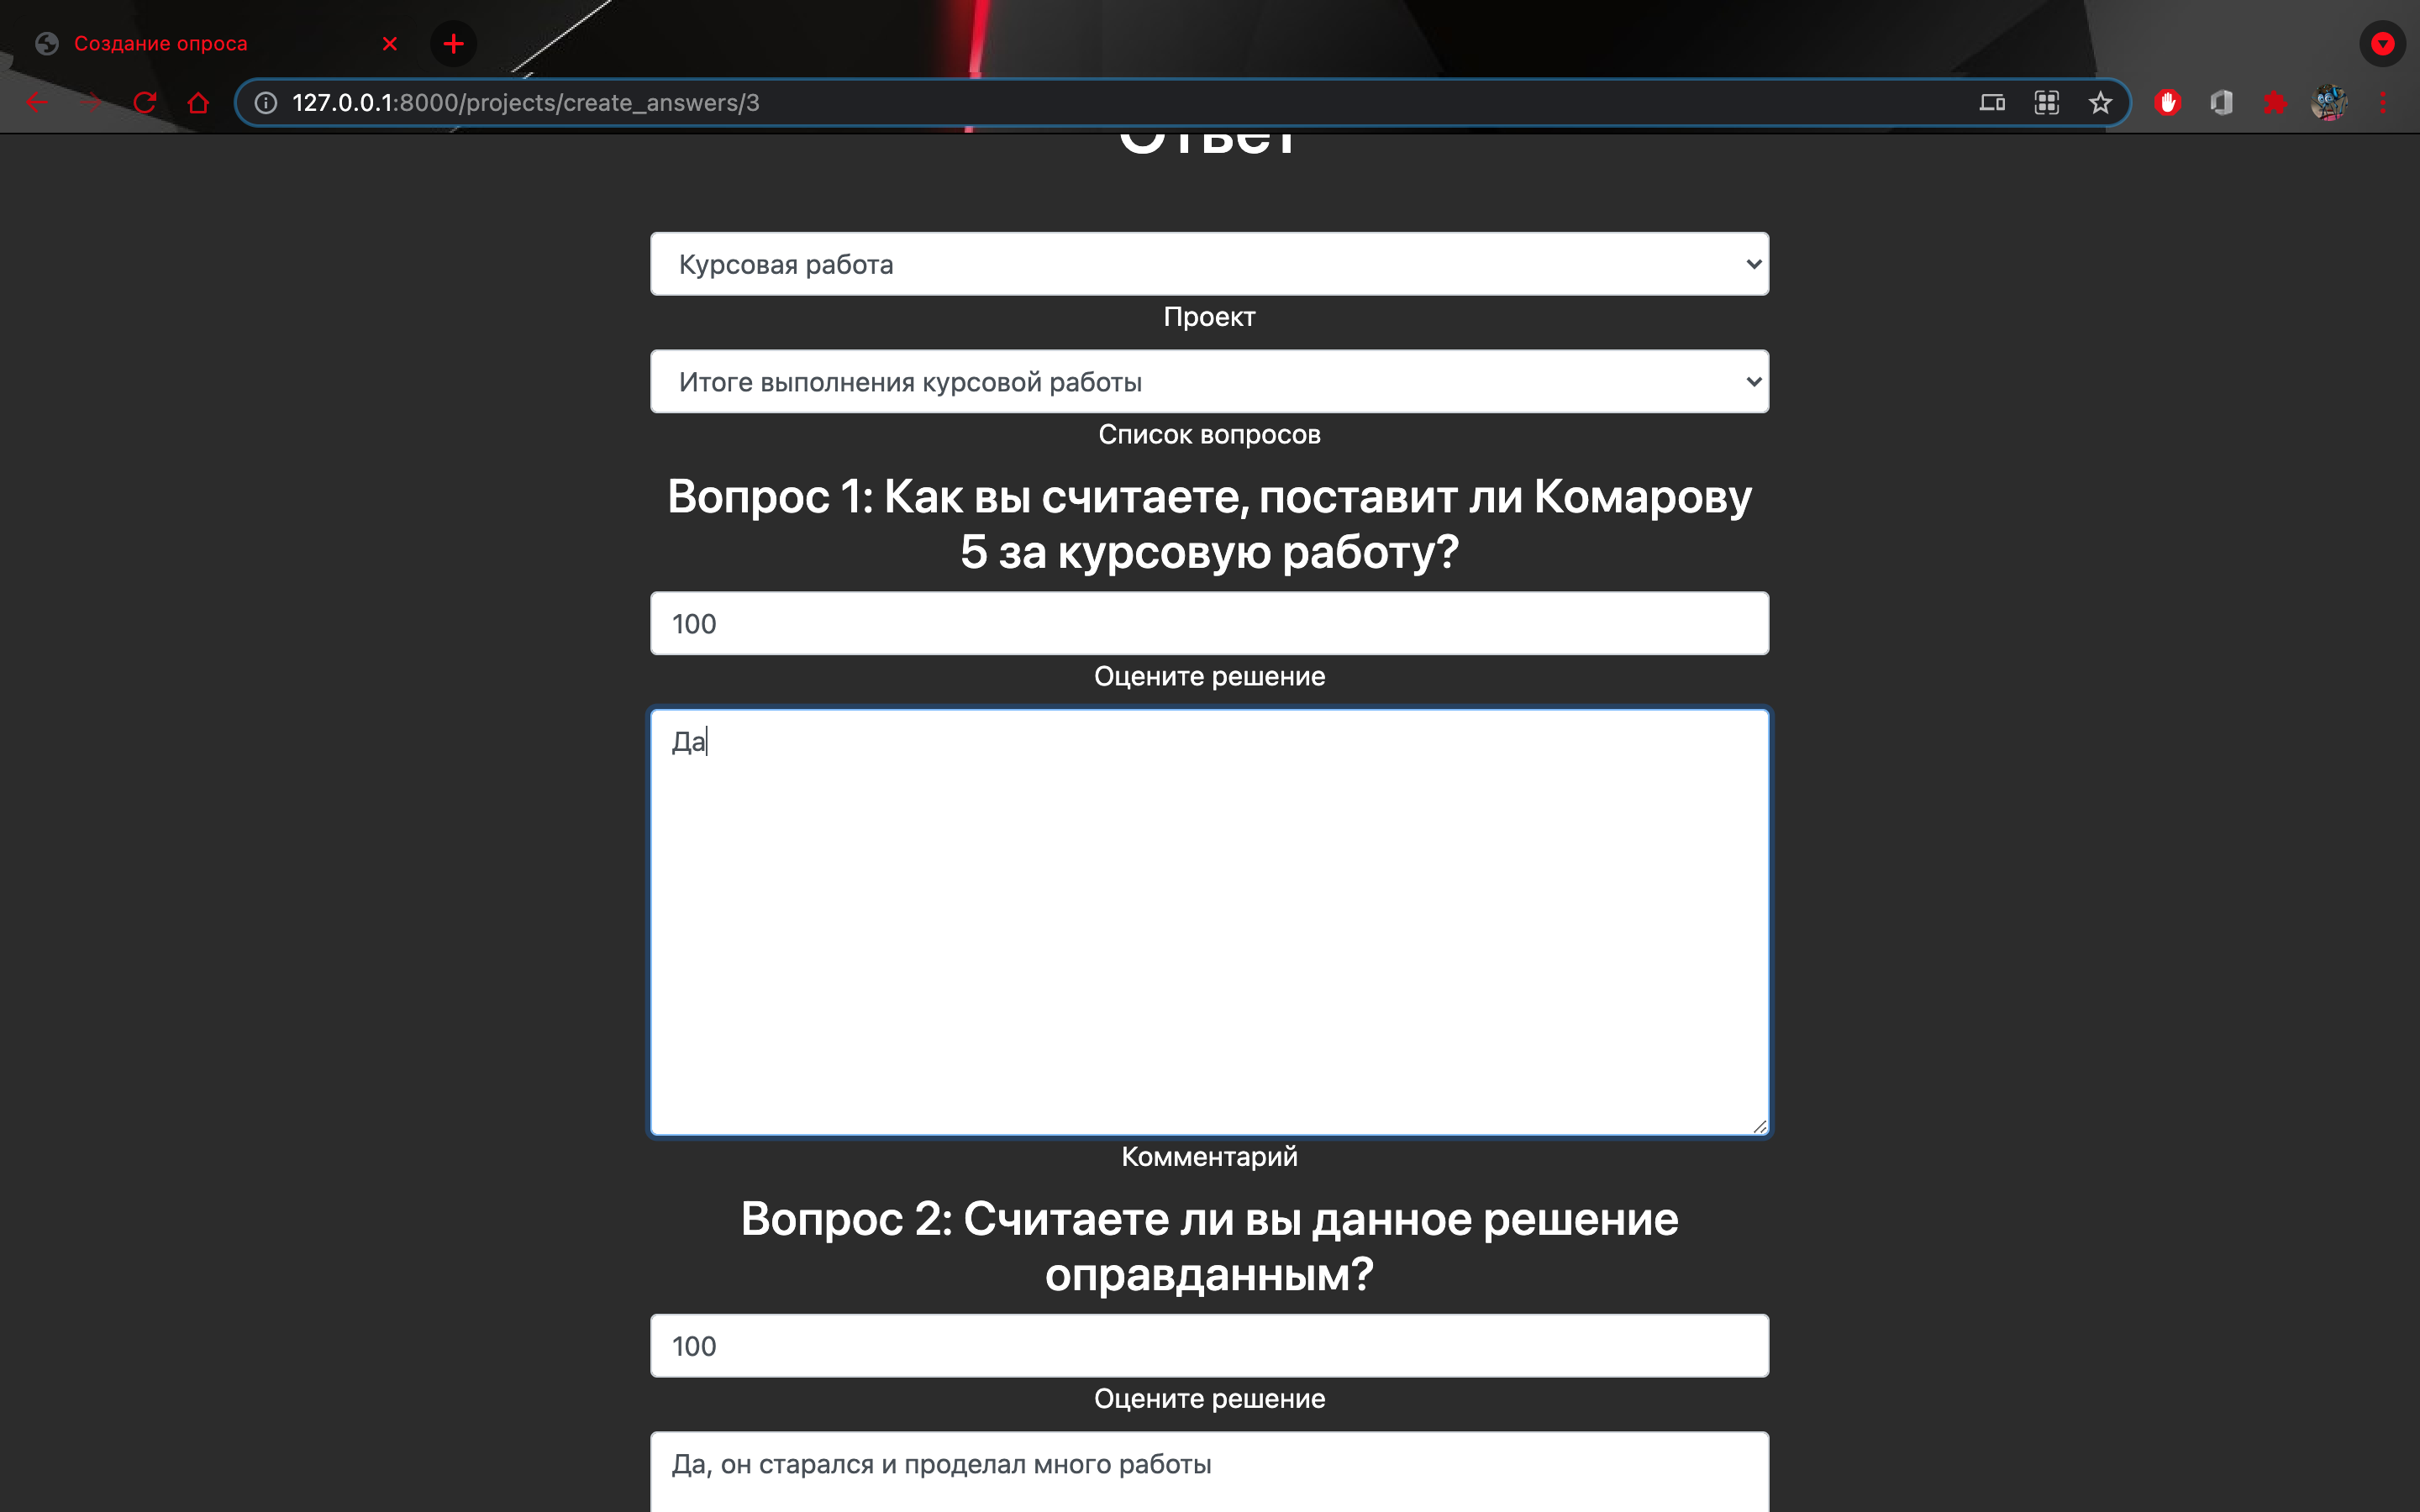 Создание опроса
127.0.0.1:8000/projects/create_answers/3
Ответ
Курсовая работа
Проект
Итоге выполнения курсовой работы
Список вопросов
Вопрос 1: Как вы считаете, поставит ли Комарову
5 за курсовую работу?
100
Оцените решение
Да
Комментарий
Вопрос 2: Считаете ли вы данное решение
оправданным?
100
Оцените решение
Да, он старался и проделал много работы